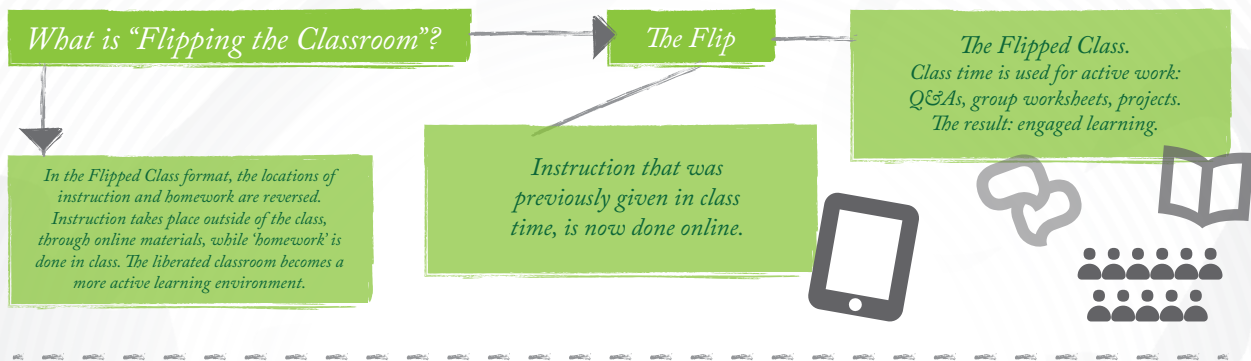 What is “Flipping the Classroom”?
The Flip
The Flipped Class.
Class time is used for active work:
Q&As, group worksheets, projects.
The result: engaged learning.
In the Flipped Class format, the locations of
instruction and homework are reversed.
Instruction takes place outside of the class,
through online materials, while ‘homework’ is
done in class. The liberated classroom becomes a
more active learning environment.
Instruction that was
previously given in class
time, is now done online.